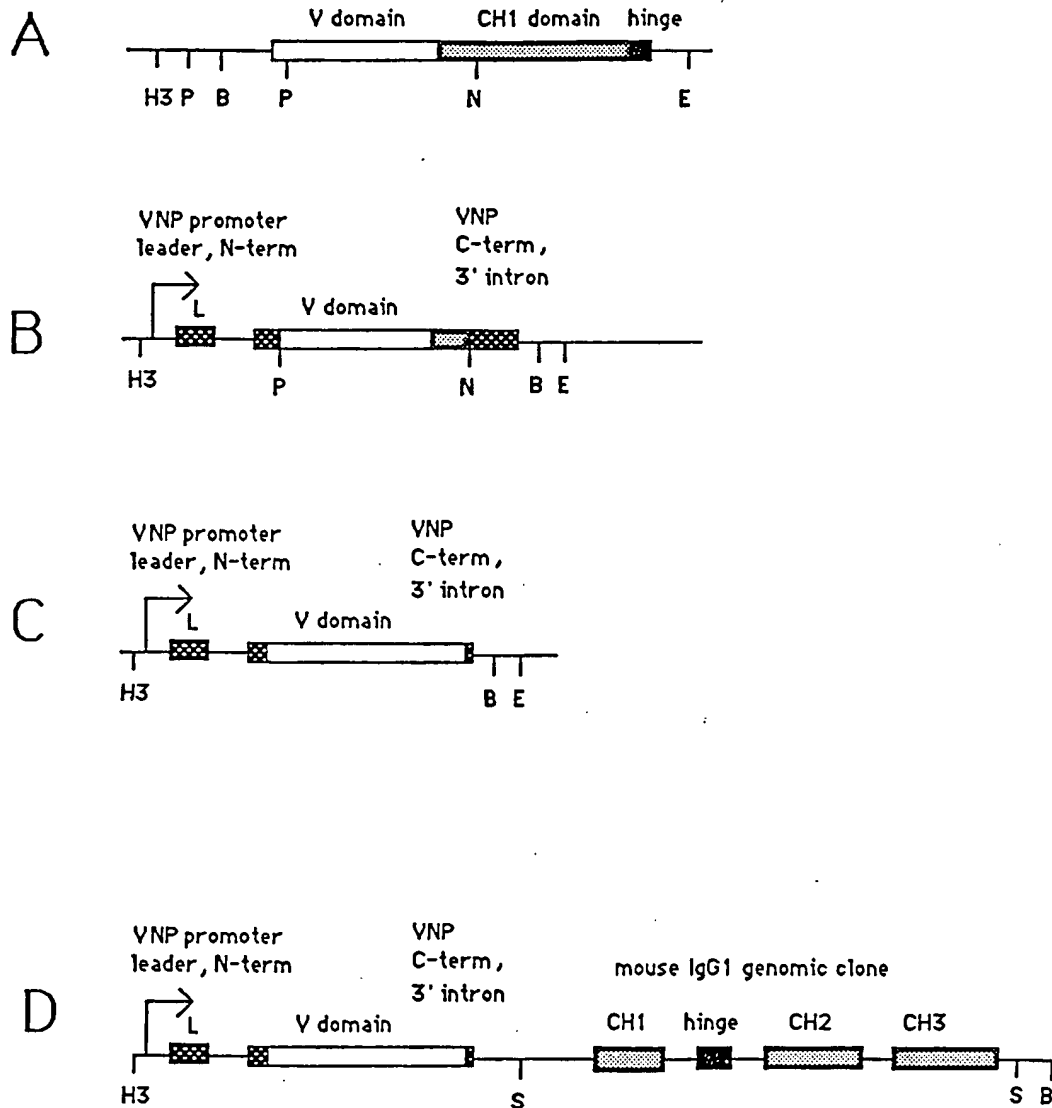 A
V domain CH1 domain hinge
H3 P B P N E
B
VNP promoter
leader, N-term
VNP
C-term,
3' intron
L
V domain
H3 P N B E
C
VNP promoter
leader, N-term
VNP
C-term,
3' intron
L
V domain
H3 B E
D
VNP promoter
leader, N-term
VNP
C-term,
3' intron
mouse IgG1 genomic clone
L
V domain
CH1 hinge CH2 CH3
H3 S S B